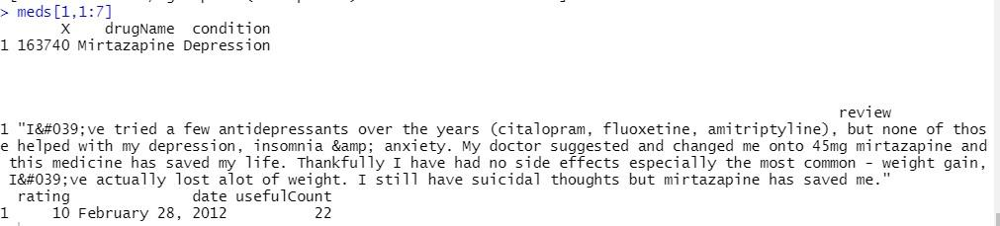 > meds[1,1:7]
X drugName condition
1 163740 Mirtazapine Depression
review
1 "I&#039;ve tried a few antidepressants over the years (citalopram, fluoxetine, amitriptyline), but none of thos
e helped with my depression, insomnia &amp; anxiety. My doctor suggested and changed me onto 45mg mirtazapine and
this medicine has saved my life. Thankfully I have had no side effects especially the most common - weight gain,
I&#039;ve actually lost alot of weight. I still have suicidal thoughts but mirtazapine has saved me."
rating date usefulCount
1 10 February 28, 2012 22